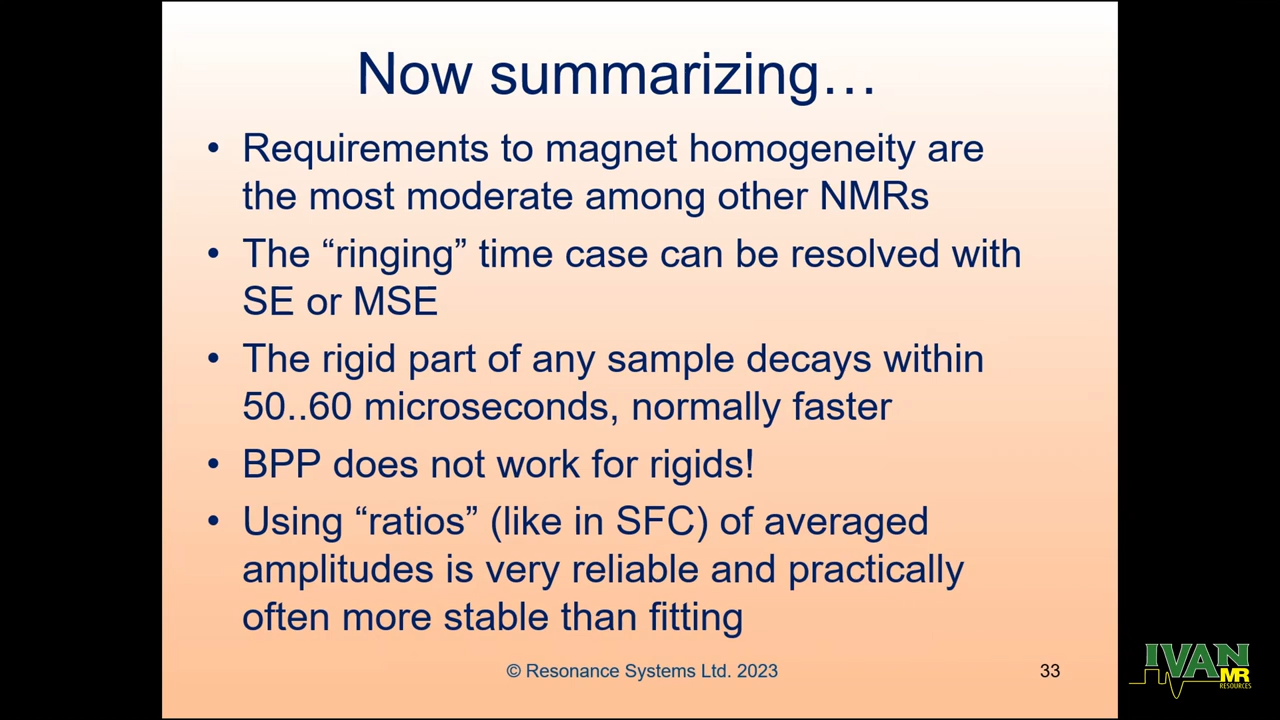 Now summarizing…
• Requirements to magnet homogeneity are
the most moderate among other NMRs
• The “ringing” time case can be resolved with
SE or MSE
• The rigid part of any sample decays within
50..60 microseconds, normally faster
• BPP does not work for rigids!
• Using “ratios” (like in SFC) of averaged
amplitudes is very reliable and practically
often more stable than fitting
© Resonance Systems Ltd. 2023
33
IVAN
MR
RESOURCES